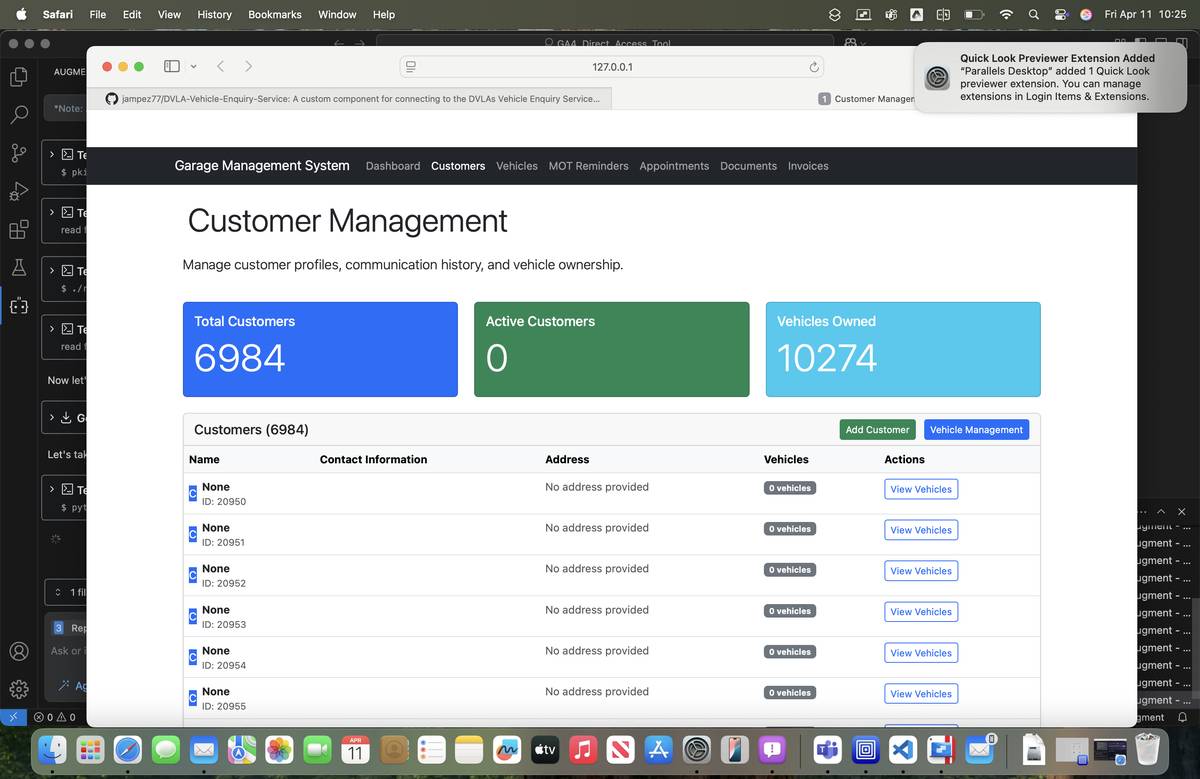 Safari File Edit View History Bookmarks Window Help Fri Apr 11 10:25
GA4_Direct_Access_Tool
127.0.0.1
Quick Look Previewer Extension Added
“Parallels Desktop” added 1 Quick Look
previewer extension. You can manage
extensions in Login Items & Extensions.
jampez77/DVLA-Vehicle-Enquiry-Service: A custom component for connecting to the DVLAs Vehicle Enquiry Service...
1 Customer Manager
AUGME
*Note:
Te
$ pki
Te
read f
Te
$ ./r
Te
read f
Now let'
Let's tak
Te
$ pyt
1 fil
3 Rep
Ask or i
0 0
Garage Management System Dashboard Customers Vehicles MOT Reminders Appointments Documents Invoices
Customer Management
Manage customer profiles, communication history, and vehicle ownership.
Total Customers
6984
Active Customers
0
Vehicles Owned
10274
Customers (6984) Add Customer Vehicle Management
Name Contact Information Address Vehicles Actions
C None No address provided 0 vehicles View Vehicles
ID: 20950
C None No address provided 0 vehicles View Vehicles
ID: 20951
C None No address provided 0 vehicles View Vehicles
ID: 20952
C None No address provided 0 vehicles View Vehicles
ID: 20953
C None No address provided 0 vehicles View Vehicles
ID: 20954
C None No address provided 0 vehicles View Vehicles
ID: 20955
ugment - ...
ugment - ...
ugment - ...
ugment - ...
ugment - ...
ugment - ...
ugment - ...
ugment - ...
ugment - ...
ugment - ...
gment
APR
11